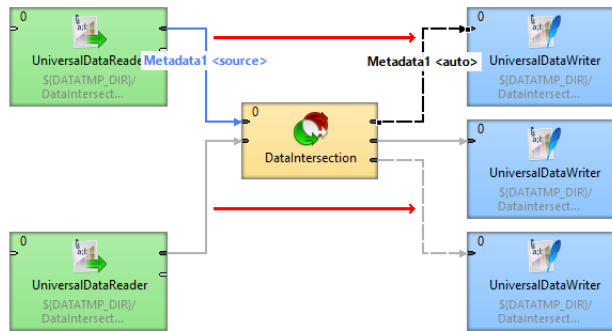 0
UniversalDataReader
${DATATMP_DIR}/
DataIntersect...
Metadata1 <source>
Metadata1 <auto>
0
UniversalDataWriter
${DATATMP_DIR}/
DataIntersect...
0
DataIntersection
0
UniversalDataWriter
${DATATMP_DIR}/
DataIntersect...
0
UniversalDataReader
${DATATMP_DIR}/
DataIntersect...
0
UniversalDataWriter
${DATATMP_DIR}/
DataIntersect...